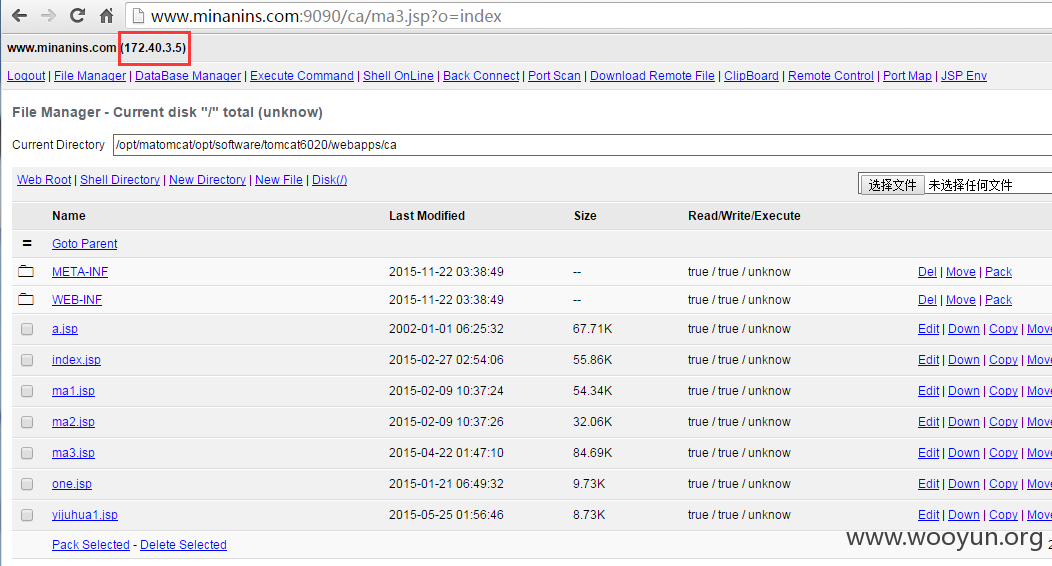 www.minanins.com:9090/ca/ma3.jsp?o=index
www.minanins.com (172.40.3.5)
Logout | File Manager | DataBase Manager | Execute Command | Shell OnLine | Back Connect | Port Scan | Download Remote File | ClipBoard | Remote Control | Port Map | JSP Env
File Manager - Current disk "/" total (unknow)
Current Directory /opt/matomcat/opt/software/tomcat6020/webapps/ca
Web Root | Shell Directory | New Directory | New File | Disk(/) 选择文件 未选择任何文件
Name Last Modified Size Read/Write/Execute
= Goto Parent
META-INF 2015-11-22 03:38:49 -- true / true / unknow Del | Move | Pack
WEB-INF 2015-11-22 03:38:49 -- true / true / unknow Del | Move | Pack
a.jsp 2002-01-01 06:25:32 67.71K true / true / unknow Edit | Down | Copy | Move
index.jsp 2015-02-27 02:54:06 55.86K true / true / unknow Edit | Down | Copy | Move
ma1.jsp 2015-02-09 10:37:24 54.34K true / true / unknow Edit | Down | Copy | Move
ma2.jsp 2015-02-09 10:37:26 32.06K true / true / unknow Edit | Down | Copy | Move
ma3.jsp 2015-04-22 01:47:10 84.69K true / true / unknow Edit | Down | Copy | Move
one.jsp 2015-01-21 06:49:32 9.73K true / true / unknow Edit | Down | Copy | Move
yijuhua1.jsp 2015-05-25 01:56:46 8.73K true / true / unknow Edit | Down | Copy | Move
Pack Selected - Delete Selected
www.wooyun.org